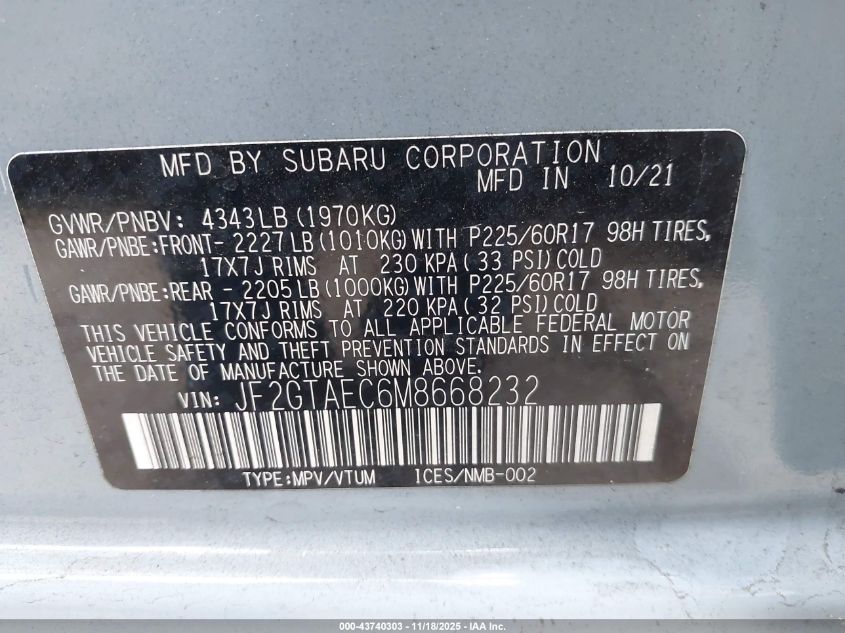 MFD BY SUBARU CORPORATION
MFD IN 10/21
GVWR/PNBV: 4343LB (1970KG)
GAWR/PNBE:FRONT- 2227LB (1010KG) WITH P225/60R17 98H TIRES,
17X7J RIMS AT 230 KPA ( 33 PSI) COLD
GAWR/PNBE:REAR - 2205LB (1000KG) WITH P225/60R17 98H TIRES,
17X7J RIMS AT 220 KPA ( 32 PSI) COLD
THIS VEHICLE CONFORMS TO ALL APPLICABLE FEDERAL MOTOR
VEHICLE SAFETY AND THEFT PREVENTION STANDARDS IN EFFECT ON
THE DATE OF MANUFACTURE SHOWN ABOVE.
VIN: JF2GTAEC6M8668232
TYPE:MPV/VTUM ICES/NMB-002
000-43740303 - 11/18/2025 - IAA Inc.